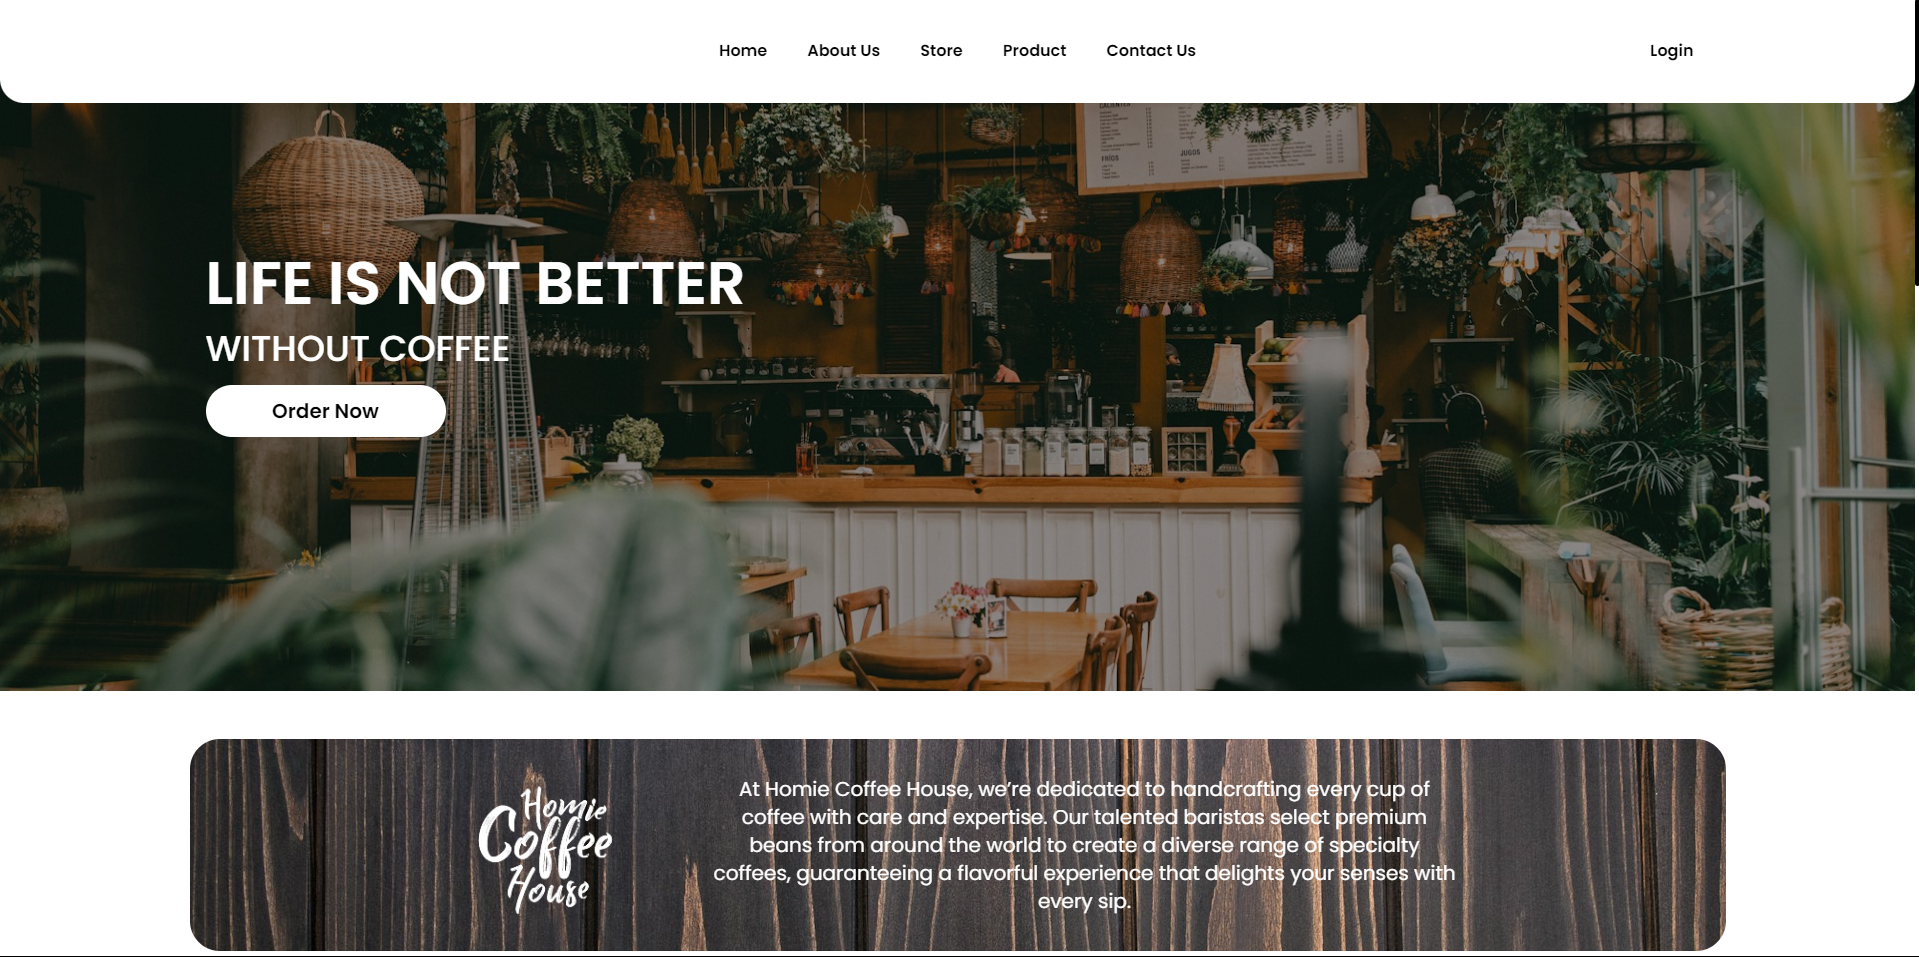 Home About Us Store Product Contact Us Login
FRÍOS
JUGOS
LIFE IS NOT BETTER
WITHOUT COFFEE
Order Now
Homie
Coffee
House
At Homie Coffee House, we’re dedicated to handcrafting every cup of
coffee with care and expertise. Our talented baristas select premium
beans from around the world to create a diverse range of specialty
coffees, guaranteeing a flavorful experience that delights your senses with
every sip.